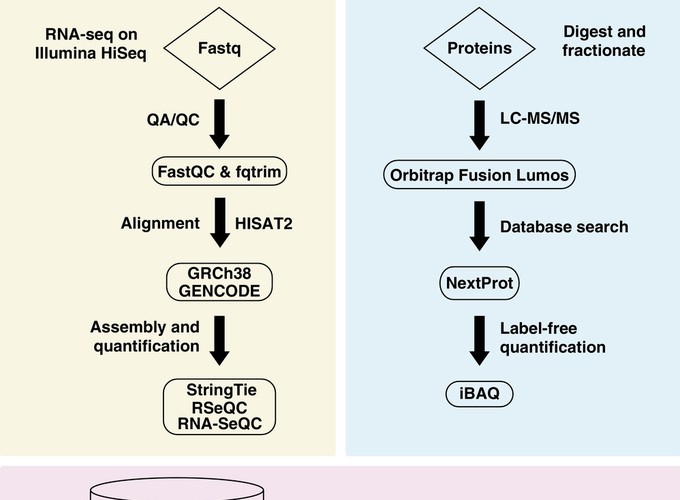 RNA-seq on
Illumina HiSeq
Fastq
QA/QC
FastQC & fqtrim
Alignment
HISAT2
GRCh38
GENCODE
Assembly and
quantification
StringTie
RSeQC
RNA-SeQC
Proteins
Digest and
fractionate
LC-MS/MS
Orbitrap Fusion Lumos
Database search
NextProt
Label-free
quantification
iBAQ